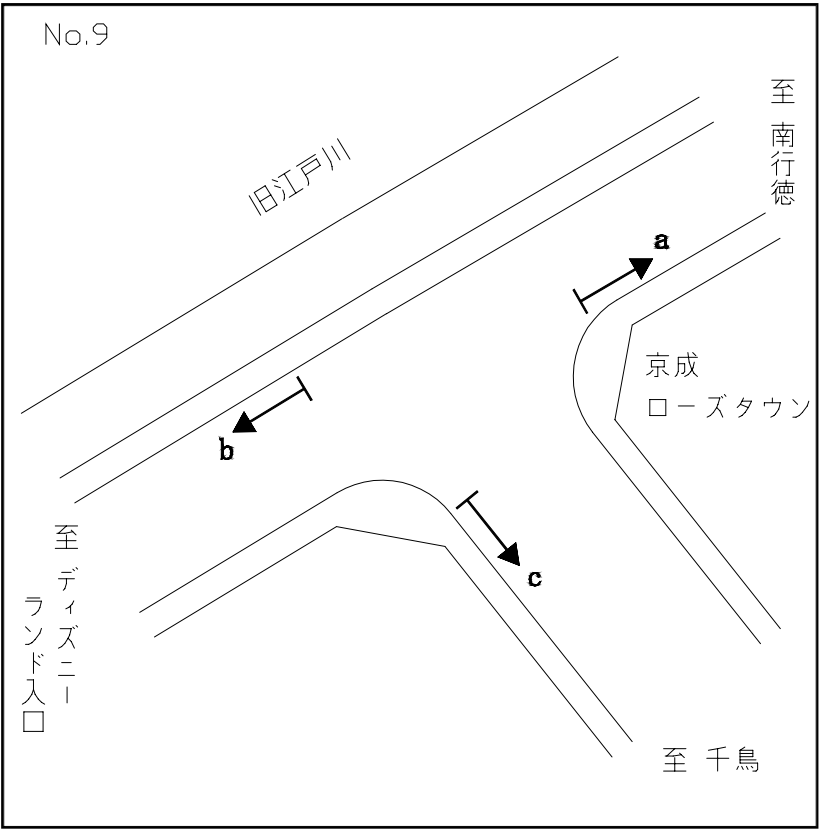 No.9
至 南行徳
旧江戸川
a
京成
ローズタウン
b
至 ディズニー
ランド入口
c
至 千鳥